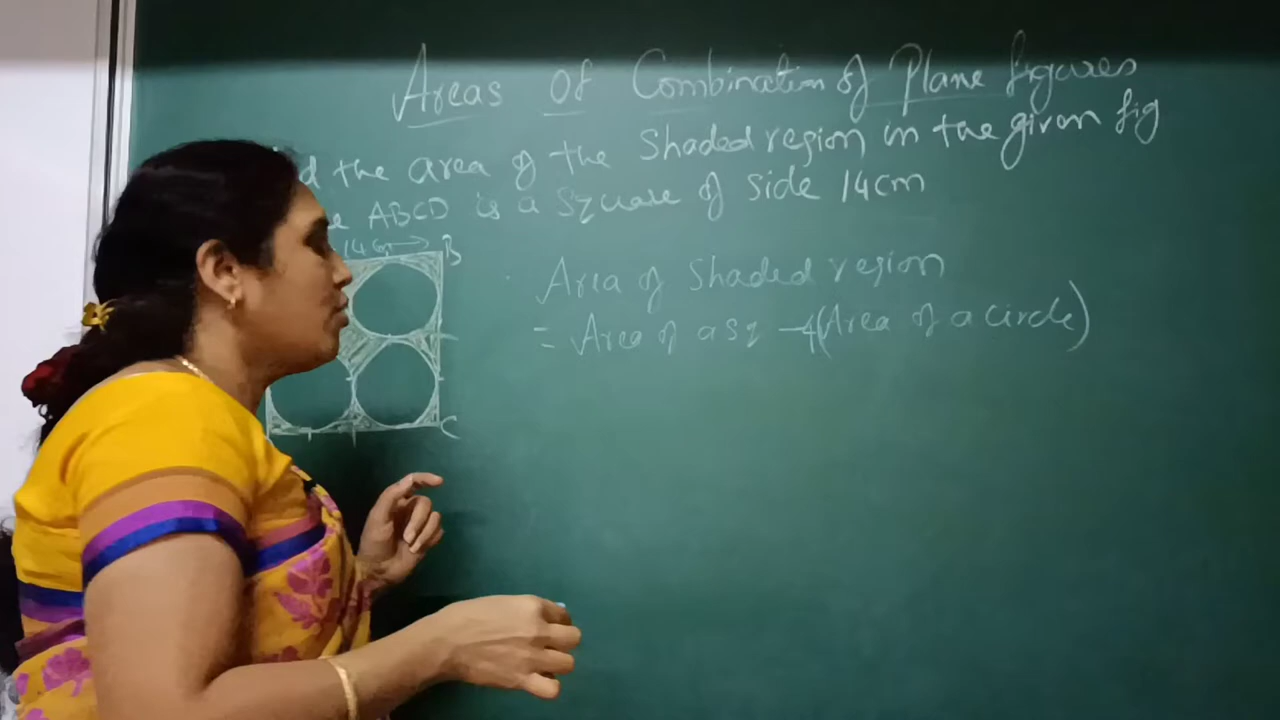 Areas Of Combination of Plane figures
the area of the Shaded region in the given fig
ABCD is a Square of Side 14cm
14cm
B
C
Area of Shaded region
= Area of a sq - 4(Area of a circle)